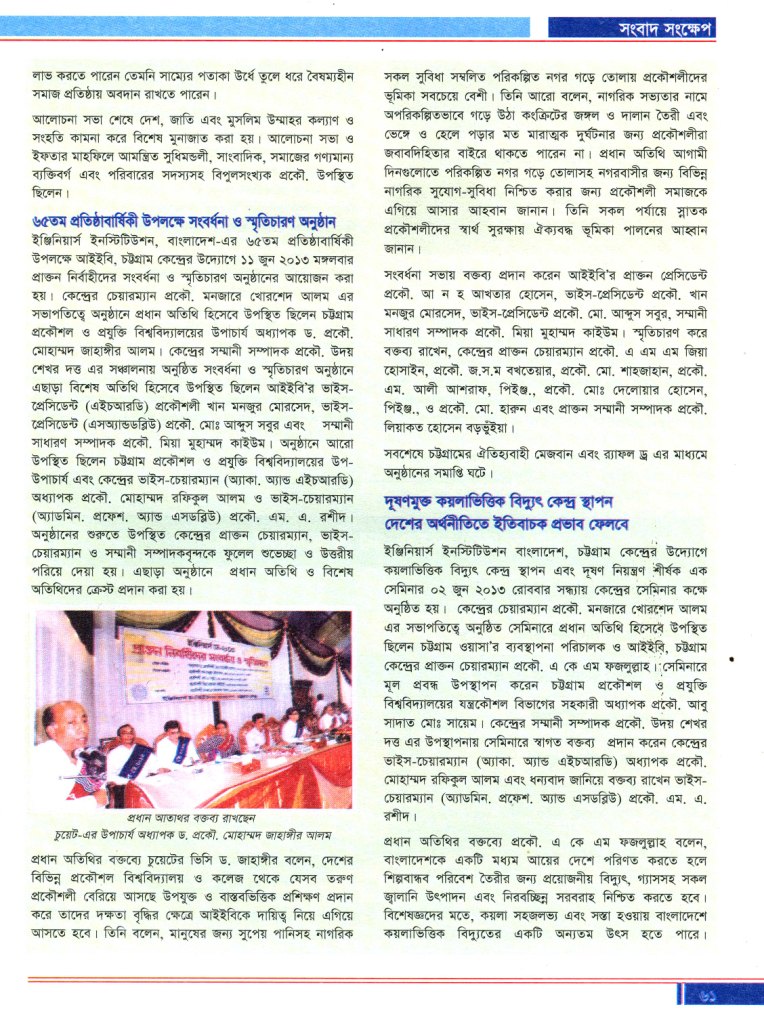 সংবাদ সংক্ষেপ
লাভ করতে পারেন তেমনি সাম্যের পতাকা উর্ধে তুলে ধরে বৈষম্যহীন
সমাজ প্রতিষ্ঠায় অবদান রাখতে পারেন।
আলোচনা সভা শেষে দেশ, জাতি এবং মুসলিম উম্মাহর কল্যাণ ও
সংহতি কামনা করে বিশেষ মুনাজাত করা হয়। আলোচনা সভা ও
ইফতার মাহফিলে আমন্ত্রিত সুধিমন্ডলী, সাংবাদিক, সমাজের গণ্যমান্য
ব্যক্তিবর্গ এবং পরিবারের সদস্যসহ বিপুলসংখ্যক প্রকৌ. উপস্থিত
ছিলেন।
৬৫তম প্রতিষ্ঠাবার্ষিকী উপলক্ষে সংবর্ধনা ও স্মৃতিচারণ অনুষ্ঠান
ইঞ্জিনিয়ার্স ইনস্টিটিউশন, বাংলাদেশ-এর ৬৫তম প্রতিষ্ঠাবার্ষিকী
উপলক্ষে আইইবি, চট্টগ্রাম কেন্দ্রের উদ্যোগে ১১ জুন ২০১৩ মঙ্গলবার
প্রাক্তন নির্বাহীদের সংবর্ধনা ও স্মৃতিচারণ অনুষ্ঠানের আয়োজন করা
হয়। কেন্দ্রের চেয়ারম্যান প্রকৌ. মনজারে খোরশেদ আলম এর
সভাপতিত্বে অনুষ্ঠানে প্রধান অতিথি হিসেবে উপস্থিত ছিলেন চট্টগ্রাম
প্রকৌশল ও প্রযুক্তি বিশ্ববিদ্যালয়ের উপাচার্য অধ্যাপক ড. প্রকৌ.
মোহাম্মদ জাহাঙ্গীর আলম। কেন্দ্রের সম্মানী সম্পাদক প্রকৌ. উদয়
শেখর দত্ত এর সঞ্চালনায় অনুষ্ঠিত সংবর্ধনা ও স্মৃতিচারণ অনুষ্ঠানে
এছাড়া বিশেষ অতিথি হিসেবে উপস্থিত ছিলেন আইইবি'র ভাইস-
প্রেসিডেন্ট (এইচআরডি) প্রকৌশলী খান মনজুর মোরসেদ, ভাইস-
প্রেসিডেন্ট (এসঅ্যান্ডডব্লিউ) প্রকৌ. মোঃ আব্দুস সবুর এবং সম্মানী
সাধারণ সম্পাদক প্রকৌ. মিয়া মুহাম্মদ কাইউম। অনুষ্ঠানে আরো
উপস্থিত ছিলেন চট্টগ্রাম প্রকৌশল ও প্রযুক্তি বিশ্ববিদ্যালয়ের উপ-
উপাচার্য এবং কেন্দ্রের ভাইস-চেয়ারম্যান (অ্যাকা. অ্যান্ড এইচআরডি)
অধ্যাপক প্রকৌ. মোহাম্মদ রফিকুল আলম ও ভাইস-চেয়ারম্যান
(অ্যাডমিন. প্রফেশ. অ্যান্ড এসডব্লিউ) প্রকৌ. এম. এ. রশীদ।
অনুষ্ঠানের শুরুতে উপস্থিত কেন্দ্রের প্রাক্তন চেয়ারম্যান, ভাইস-
চেয়ারম্যান ও সম্মানী সম্পাদকবৃন্দকে ফুলেল শুভেচ্ছা ও উত্তরীয়
পরিয়ে দেয়া হয়। এছাড়া অনুষ্ঠানে প্রধান অতিথি ও বিশেষ
অতিথিদের ক্রেস্ট প্রদান করা হয়।
প্রাক্তন নির্বাহীদের সংবর্ধনা ও স্মৃতিচারণ
প্রধান আতাথর বক্তব্য রাখছেন
চুয়েট-এর উপাচার্য অধ্যাপক ড. প্রকৌ. মোহাম্মদ জাহাঙ্গীর আলম
প্রধান অতিথির বক্তব্যে চুয়েটের ভিসি ড. জাহাঙ্গীর বলেন, দেশের
বিভিন্ন প্রকৌশল বিশ্ববিদ্যালয় ও কলেজ থেকে যেসব তরুণ
প্রকৌশলী বেরিয়ে আসছে উপযুক্ত ও বাস্তবভিত্তিক প্রশিক্ষণ প্রদান
করে তাদের দক্ষতা বৃদ্ধির ক্ষেত্রে আইইবিকে দায়িত্ব নিয়ে এগিয়ে
আসতে হবে। তিনি বলেন, মানুষের জন্য সুপেয় পানিসহ নাগরিক
সকল সুবিধা সম্বলিত পরিকল্পিত নগর গড়ে তোলায় প্রকৌশলীদের
ভূমিকা সবচেয়ে বেশী। তিনি আরো বলেন, নাগরিক সভ্যতার নামে
অপরিকল্পিতভাবে গড়ে উঠা কংক্রিটের জঙ্গল ও দালান তৈরী এবং
ভেঙ্গে ও হেলে পড়ার মত মারাত্মক দুর্ঘটনার জন্য প্রকৌশলীরা
জবাবদিহিতার বাইরে থাকতে পারেন না। প্রধান অতিথি আগামী
দিনগুলোতে পরিকল্পিত নগর গড়ে তোলাসহ নগরবাসীর জন্য বিভিন্ন
নাগরিক সুযোগ-সুবিধা নিশ্চিত করার জন্য প্রকৌশলী সমাজকে
এগিয়ে আসার আহবান জানান। তিনি সকল পর্যায়ে স্নাতক
প্রকৌশলীদের স্বার্থ সুরক্ষায় ঐক্যবদ্ধ ভূমিকা পালনের আহ্বান
জানান।
সংবর্ধনা সভায় বক্তব্য প্রদান করেন আইইবি'র প্রাক্তন প্রেসিডেন্ট
প্রকৌ. আ ন হ আখতার হোসেন, ভাইস-প্রেসিডেন্ট প্রকৌ. খান
মনজুর মোরসেদ, ভাইস-প্রেসিডেন্ট প্রকৌ. মো. আব্দুস সবুর, সম্মানী
সাধারণ সম্পাদক প্রকৌ. মিয়া মুহাম্মদ কাইউম। স্মৃতিচারণ করে
বক্তব্য রাখেন, কেন্দ্রের প্রাক্তন চেয়ারম্যান প্রকৌ. এ এম এম জিয়া
হোসাইন, প্রকৌ. জ.স.ম বখতেয়ার, প্রকৌ. মো. শাহজাহান, প্রকৌ.
এম. আলী আশরাফ, পিইঞ্জ., প্রকৌ. মোঃ দেলোয়ার হোসেন,
পিইঞ্জ., ও প্রকৌ. মো. হারুন এবং প্রাক্তন সম্মানী সম্পাদক প্রকৌ.
লিয়াকত হোসেন বড়ভূঁইয়া।
সবশেষে চট্টগ্রামের ঐতিহ্যবাহী মেজবান এবং র‍্যাফল ড্র এর মাধ্যমে
অনুষ্ঠানের সমাপ্তি ঘটে।
দূষণমুক্ত কয়লাভিত্তিক বিদ্যুৎ কেন্দ্র স্থাপন
দেশের অর্থনীতিতে ইতিবাচক প্রভাব ফেলবে
ইঞ্জিনিয়ার্স ইনস্টিটিউশন বাংলাদেশ, চট্টগ্রাম কেন্দ্রের উদ্যোগে
কয়লাভিত্তিক বিদ্যুৎ কেন্দ্র স্থাপন এবং দূষণ নিয়ন্ত্রণ শীর্ষক এক
সেমিনার ০২ জুন ২০১৩ রোববার সন্ধ্যায় কেন্দ্রের সেমিনার কক্ষে
অনুষ্ঠিত হয়। কেন্দ্রের চেয়ারম্যান প্রকৌ. মনজারে খোরশেদ আলম
এর সভাপতিত্বে অনুষ্ঠিত সেমিনারে প্রধান অতিথি হিসেবে উপস্থিত
ছিলেন চট্টগ্রাম ওয়াসা'র ব্যবস্থাপনা পরিচালক ও আইইবি, চট্টগ্রাম
কেন্দ্রের প্রাক্তন চেয়ারম্যান প্রকৌ. এ কে এম ফজলুল্লাহ। সেমিনারে
মূল প্রবন্ধ উপস্থাপন করেন চট্টগ্রাম প্রকৌশল ও প্রযুক্তি
বিশ্ববিদ্যালয়ের যন্ত্রকৌশল বিভাগের সহকারী অধ্যাপক প্রকৌ. আবু
সাদাত মোঃ সায়েম। কেন্দ্রের সম্মানী সম্পাদক প্রকৌ. উদয় শেখর
দত্ত এর উপস্থাপনায় সেমিনারে স্বাগত বক্তব্য প্রদান করেন কেন্দ্রের
ভাইস-চেয়ারম্যান (অ্যাকা. অ্যান্ড এইচআরডি) অধ্যাপক প্রকৌ.
মোহাম্মদ রফিকুল আলম এবং ধন্যবাদ জানিয়ে বক্তব্য রাখেন ভাইস-
চেয়ারম্যান (অ্যাডমিন. প্রফেশ. অ্যান্ড এসডব্লিউ) প্রকৌ. এম. এ.
রশীদ।
প্রধান অতিথির বক্তব্যে প্রকৌ. এ কে এম ফজলুল্লাহ বলেন,
বাংলাদেশকে একটি মধ্যম আয়ের দেশে পরিণত করতে হলে
শিল্পবান্ধব পরিবেশ তৈরীর জন্য প্রয়োজনীয় বিদ্যুৎ, গ্যাসসহ সকল
জ্বালানি উৎপাদন এবং নিরবচ্ছিন্ন সরবরাহ নিশ্চিত করতে হবে।
বিশেষজ্ঞদের মতে, কয়লা সহজলভ্য এবং সস্তা হওয়ায় বাংলাদেশে
কয়লাভিত্তিক বিদ্যুতের একটি অন্যতম উৎস হতে পারে।
৬১